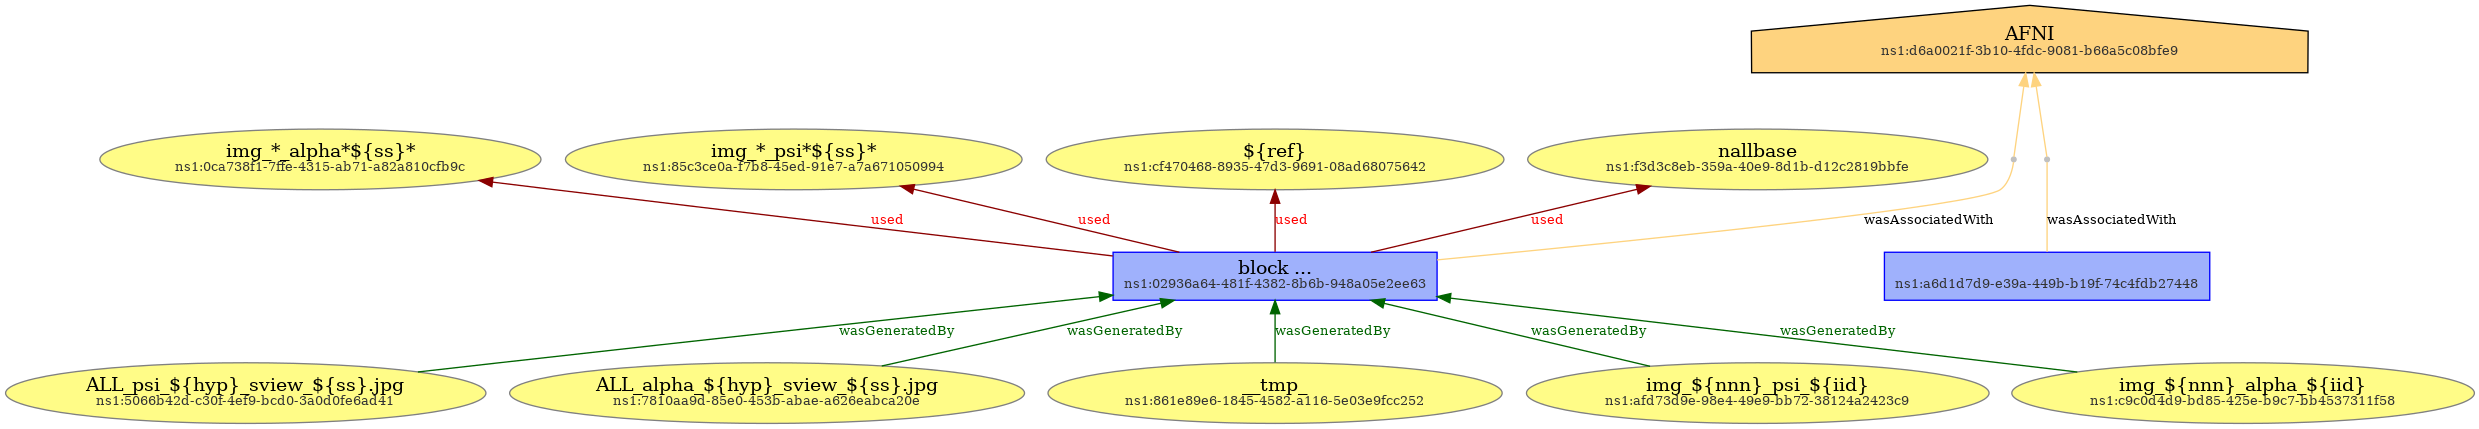 AFNI
ns1:d6a0021f-3b10-4fdc-9081-b66a5c08bfe9
img_*_alpha*${ss}*
ns1:0ca738f1-7ffe-4315-ab71-a82a810cfb9c
img_*_psi*${ss}*
ns1:85c3ce0a-f7b8-45ed-91e7-a7a671050994
${ref}
ns1:cf470468-8935-47d3-9691-08ad68075642
nallbase
ns1:f3d3c8eb-359a-40e9-8d1b-d12c2819bbfe
used
used
used
used
wasAssociatedWith
wasAssociatedWith
block ...
ns1:02936a64-481f-4382-8b6b-948a05e2ee63
ns1:a6d1d7d9-e39a-449b-b19f-74c4fdb27448
wasGeneratedBy
wasGeneratedBy
wasGeneratedBy
wasGeneratedBy
wasGeneratedBy
ALL_psi_${hyp}_sview_${ss}.jpg
ns1:5066b42d-c30f-4ef9-bcd0-3a0d0fe6ad41
ALL_alpha_${hyp}_sview_${ss}.jpg
ns1:7810aa9d-85e0-453b-abae-a626eabca20e
__tmp_
ns1:861e89e6-1845-4582-a116-5e03e9fcc252
img_${nnn}_psi_${iid}
ns1:afd73d9e-98e4-49e9-bb72-38124a2423c9
img_${nnn}_alpha_${iid}
ns1:c9c0d4d9-bd85-425e-b9c7-bb4537311f58